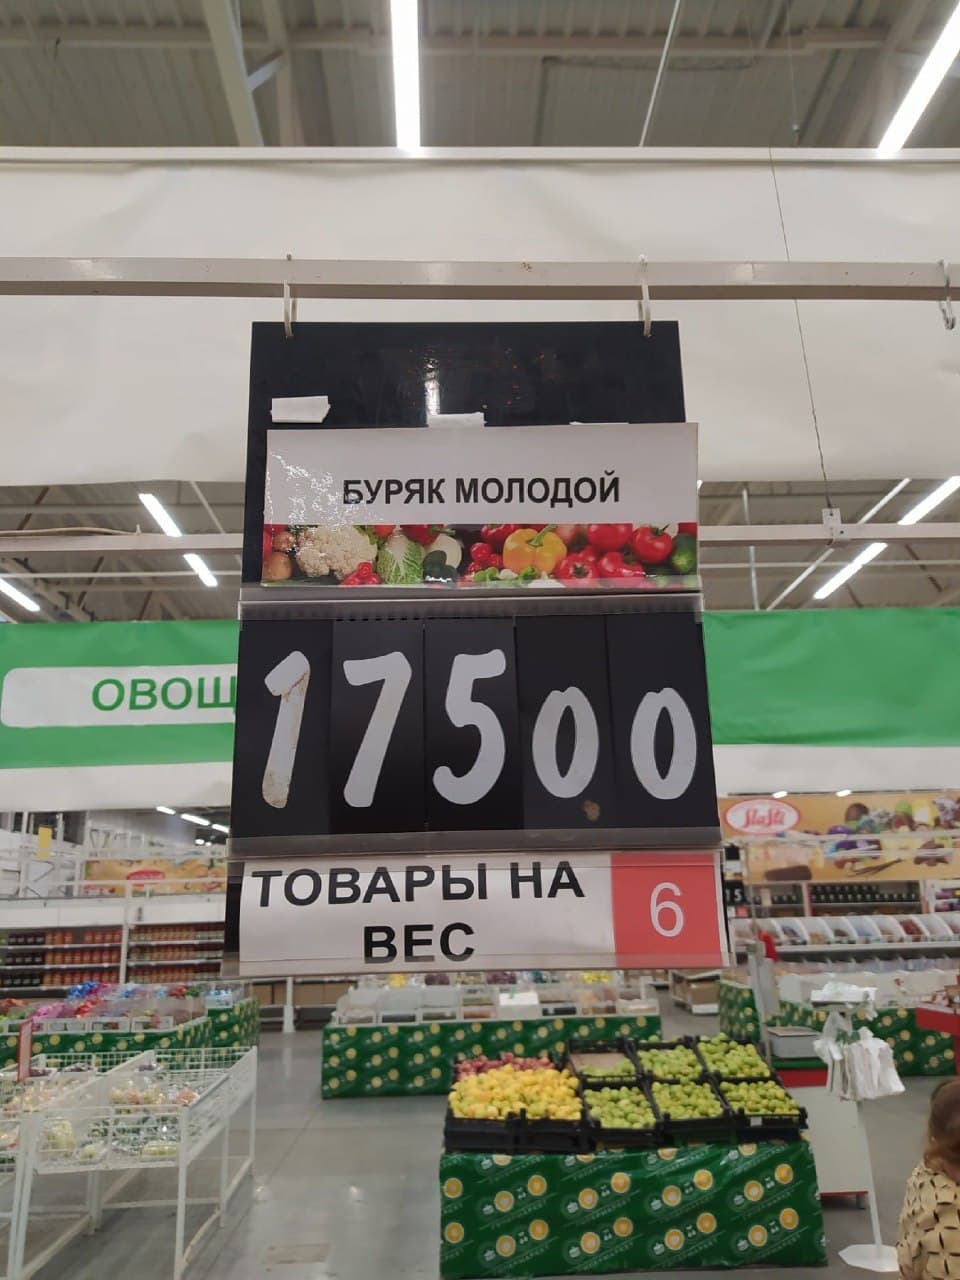 БУРЯК МОЛОДОЙ
17500
ТОВАРЫ НА
ВЕС
6
ОВОЩ